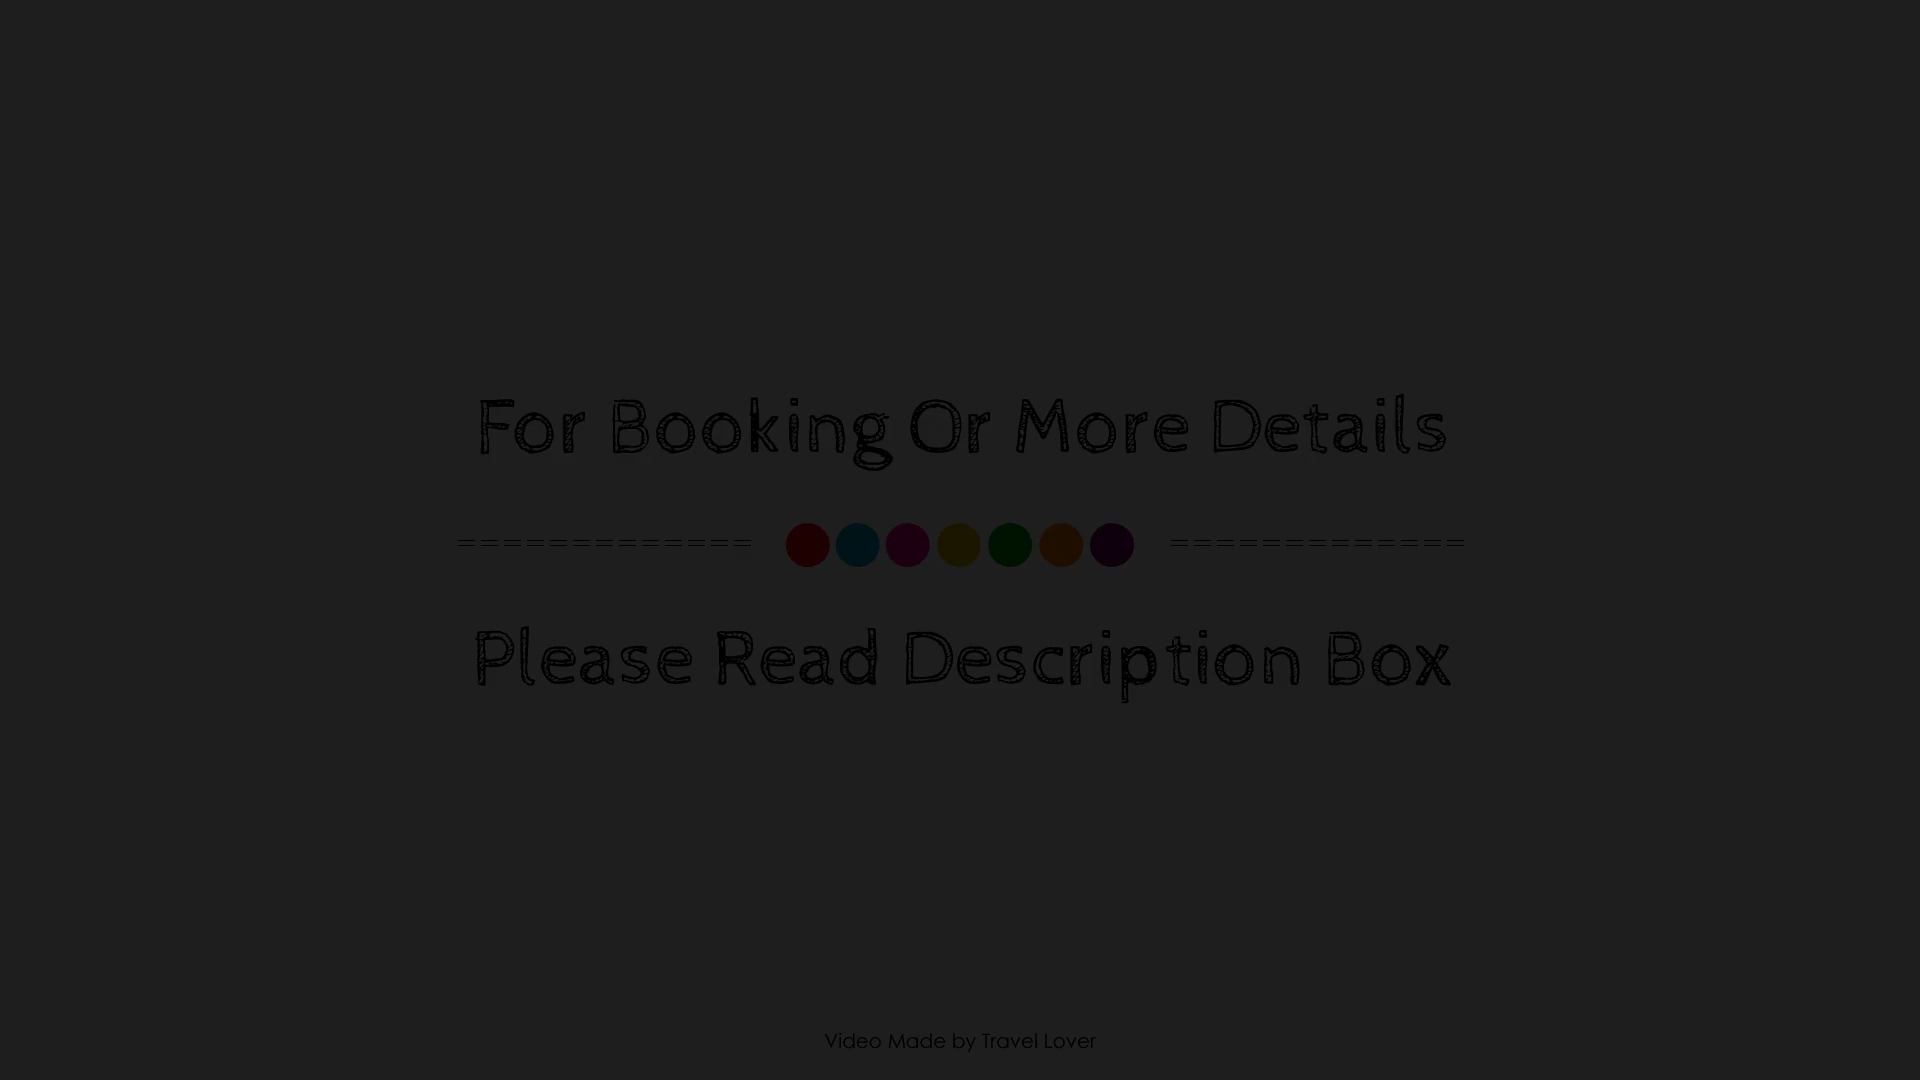 For Booking Or More Details
============= =============
Please Read Description Box
Video Made by Travel Lover